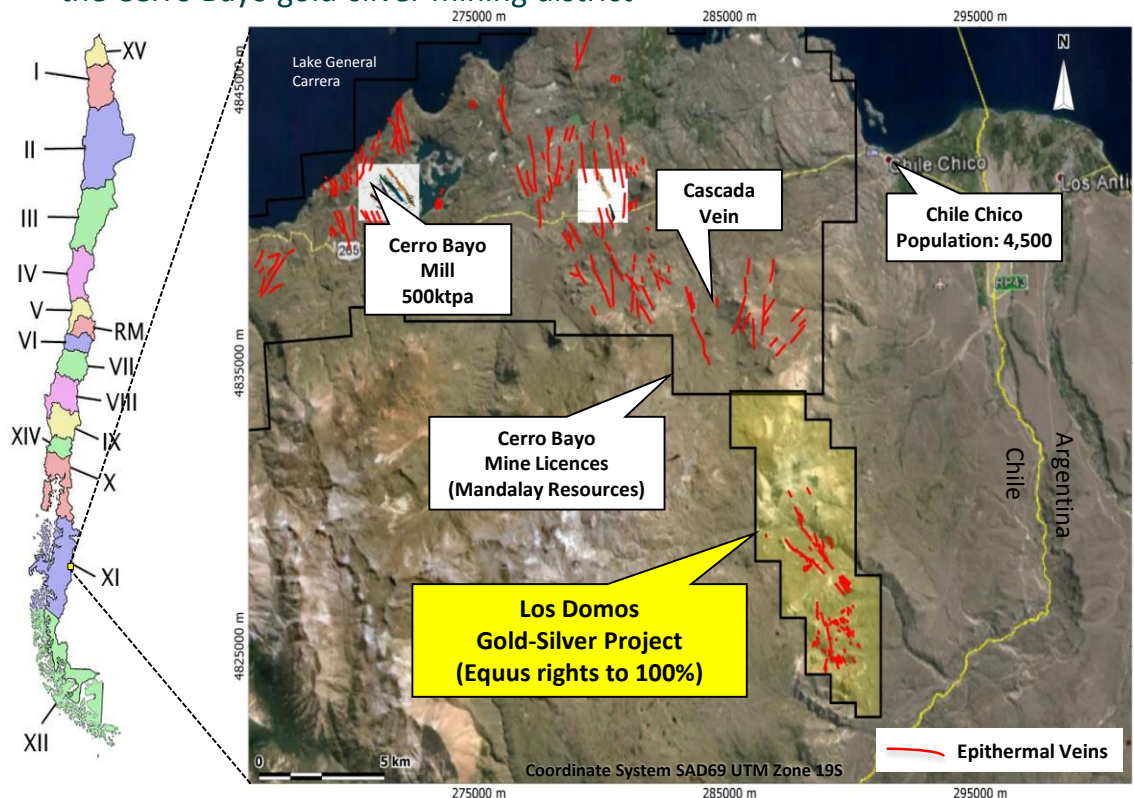 the Cerro Bayo gold-silver mining district
275000 m
285000 m
295000 m
XV
I
II
III
IV
V
RM
VI
VII
VIII
XIV
IX
X
XI
XII
4845000 m
4835000 m
4825000 m
Lake General
Carrera
N
Chile Chico
Los Anti
265
RP43
Cerro Bayo
Mill
500ktpa
Cascada
Vein
Chile Chico
Population: 4,500
Cerro Bayo
Mine Licences
(Mandalay Resources)
Chile
Argentina
Los Domos
Gold-Silver Project
(Equus rights to 100%)
Epithermal Veins
0
5 km
Coordinate System SAD69 UTM Zone 19S
275000 m
285000 m
295000 m